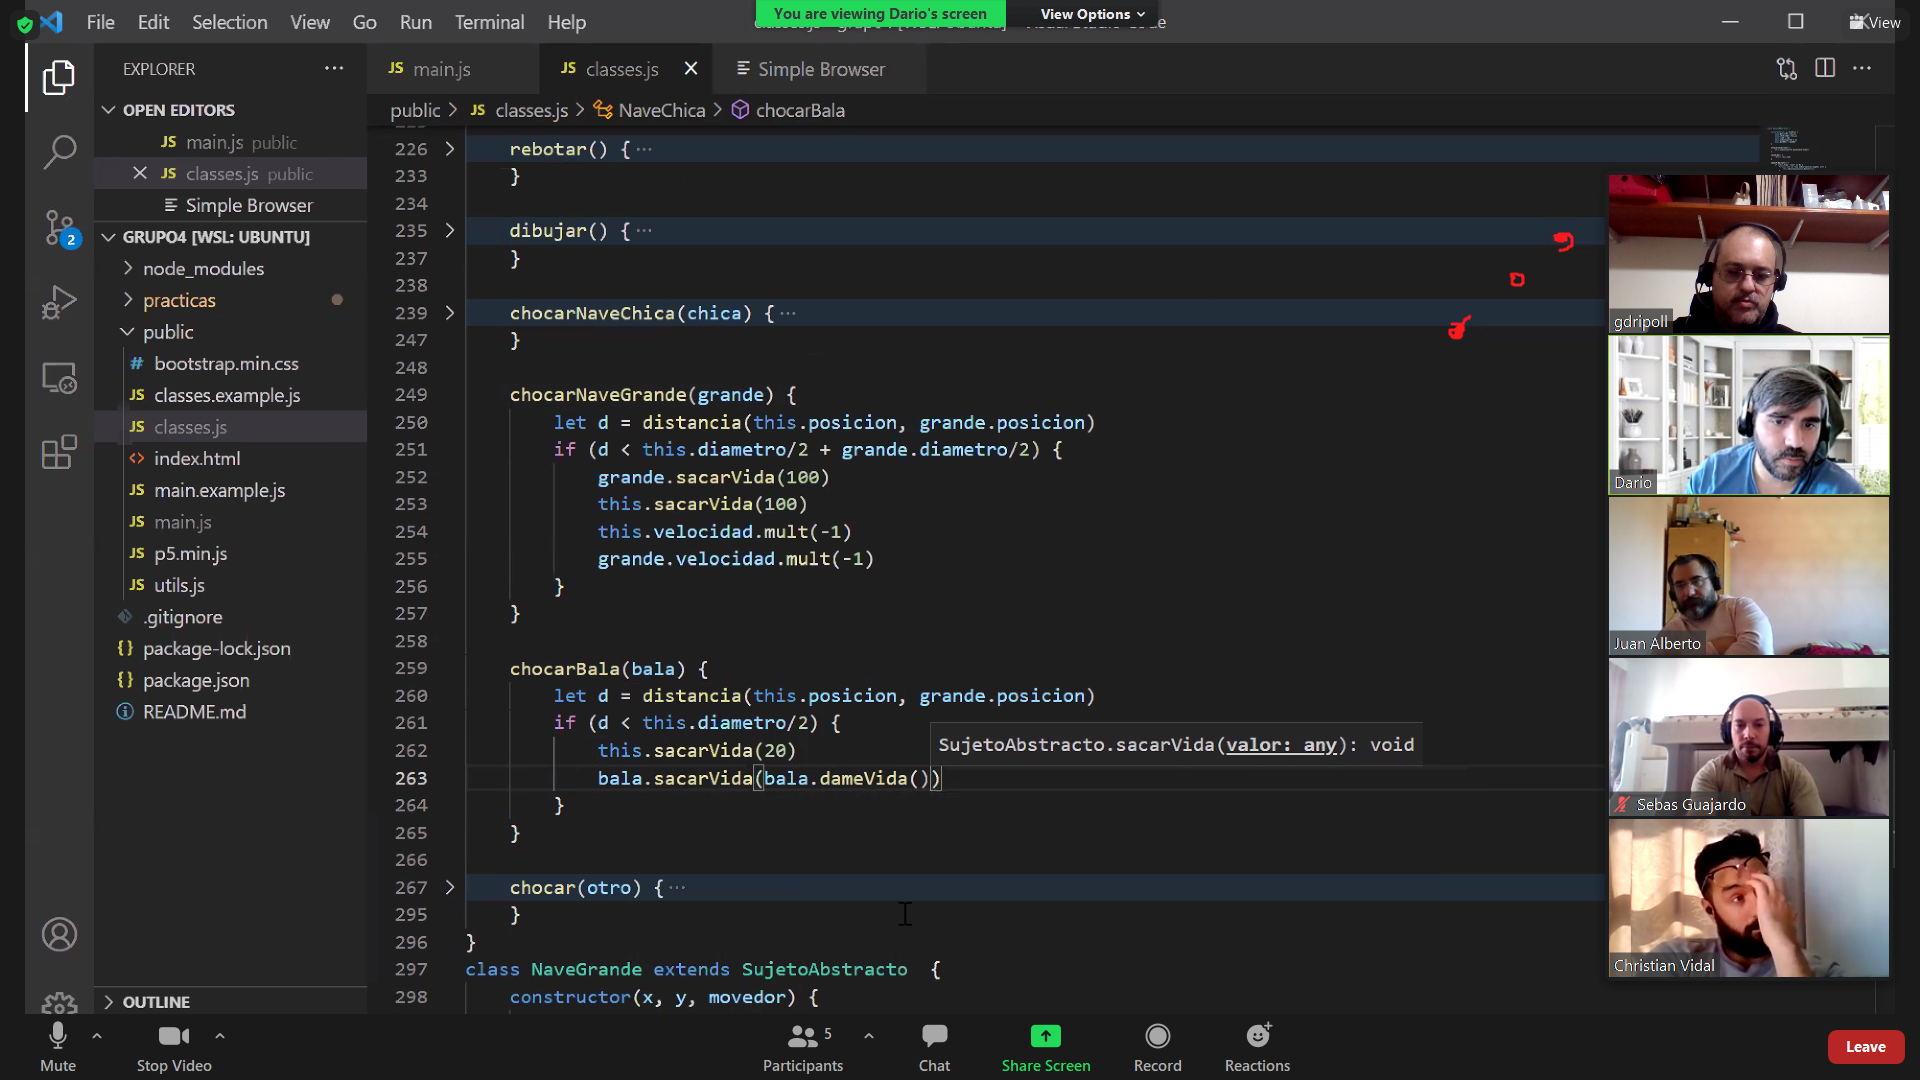 File Edit Selection View Go Run Terminal Help
You are viewing Dario's screen View Options
View
EXPLORER
OPEN EDITORS
JS main.js public
JS classes.js public
Simple Browser
GRUPO4 [WSL: UBUNTU]
node_modules
practicas
public
# bootstrap.min.css
JS classes.example.js
JS classes.js
<> index.html
JS main.example.js
JS main.js
JS p5.min.js
JS utils.js
.gitignore
{} package-lock.json
{} package.json
README.md
OUTLINE
2
JS main.js
JS classes.js
Simple Browser
public > JS classes.js > NaveChica > chocarBala
226 rebotar() { ...
233 }
234
235 dibujar() { ...
237 }
238
239 chocarNaveChica(chica) { ...
247 }
248
249 chocarNaveGrande(grande) {
250 let d = distancia(this.posicion, grande.posicion)
251 if (d < this.diametro/2 + grande.diametro/2) {
252 grande.sacarVida(100)
253 this.sacarVida(100)
254 this.velocidad.mult(-1)
255 grande.velocidad.mult(-1)
256 }
257 }
258
259 chocarBala(bala) {
260 let d = distancia(this.posicion, grande.posicion)
261 if (d < this.diametro/2) {
262 this.sacarVida(20)
SujetoAbstracto.sacarVida(valor: any): void
263 bala.sacarVida(bala.dameVida())
264 }
265 }
266
267 chocar(otro) { ...
295 }
296 }
297 class NaveGrande extends SujetoAbstracto {
298 constructor(x, y, movedor) {
gdripoll
Dario
Juan Alberto
Sebas Guajardo
Christian Vidal
Mute
Stop Video
Participants 5
Chat
Share Screen
Record
Reactions
Leave